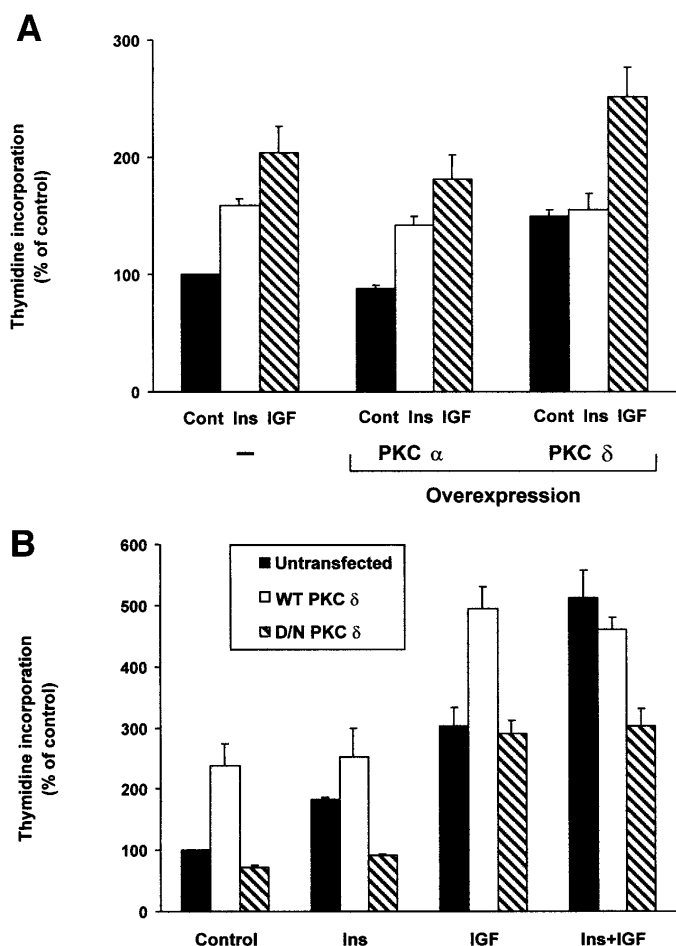 A
Thymidine incorporation
(% of control)
300
200
100
0
Cont Ins IGF
Cont Ins IGF
Cont Ins IGF
–
PKC α
PKC δ
Overexpression
B
Thymidine incorporation
(% of control)
600
500
400
300
200
100
0
Untransfected
WT PKC δ
D/N PKC δ
Control
Ins
IGF
Ins+IGF